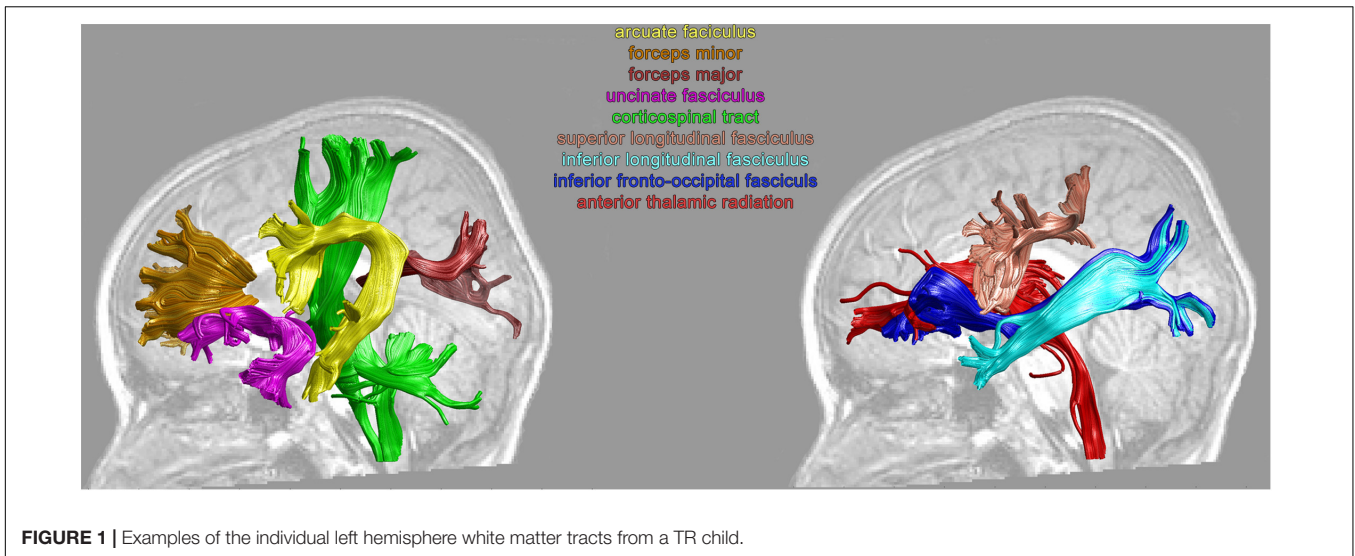 arcuate faciculus
forceps minor
forceps major
uncinate fasciculus
corticospinal tract
superior longitudinal fasciculus
inferior longitudinal fasciculus
inferior fronto-occipital fasciculs
anterior thalamic radiation
FIGURE 1 | Examples of the individual left hemisphere white matter tracts from a TR child.